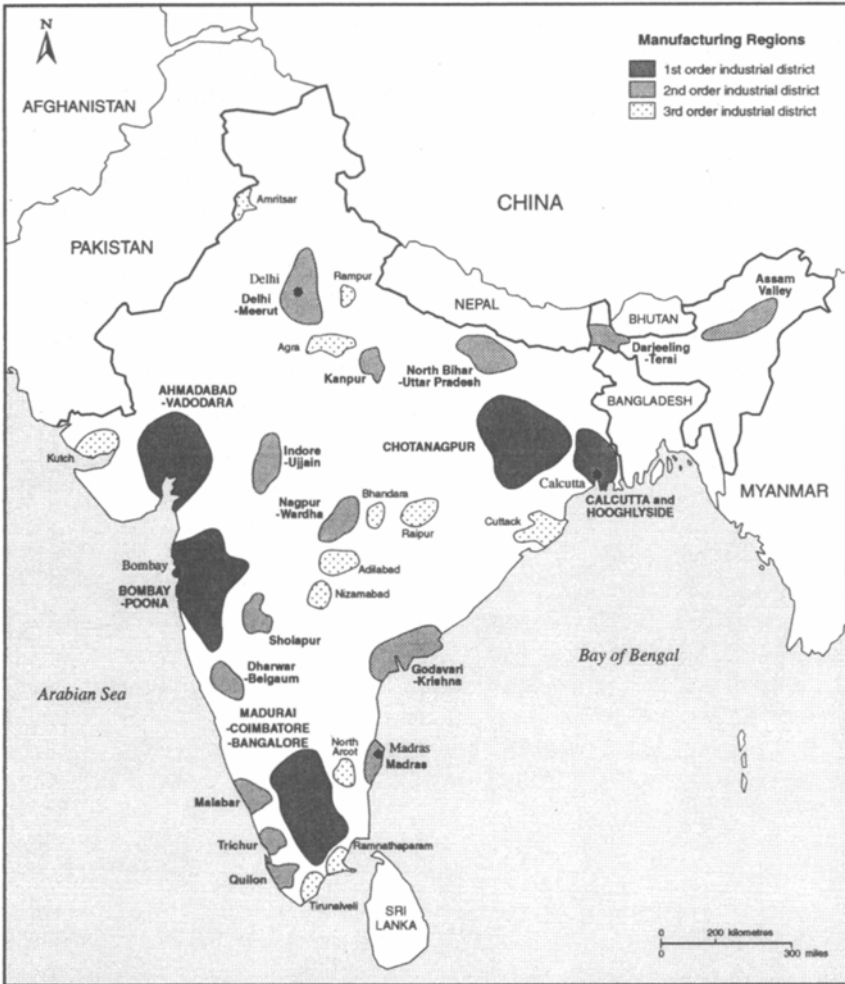 N
Manufacturing Regions
1st order industrial district
2nd order industrial district
3rd order industrial district
AFGHANISTAN
CHINA
PAKISTAN
Amritsar
Delhi
Delhi
-Meerut
Rampur
NEPAL
BHUTAN
Assam
Valley
Agra
Kanpur
North Bihar
-Uttar Pradesh
Darjeeling
-Terai
BANGLADESH
AHMADABAD
-VADODARA
Kutch
Indore
-Ujjain
CHOTANAGPUR
Calcutta
CALCUTTA and
HOOGHLYSIDE
MYANMAR
Nagpur
-Wardha
Bhandara
Raipur
Cuttack
Bombay
BOMBAY
-POONA
Adilabad
Nizamabad
Sholapur
Dharwar
-Belgaum
Godavari
-Krishna
Bay of Bengal
Arabian Sea
MADURAI
-COIMBATORE
-BANGALORE
North
Arcot
Madras
Madras
Malabar
Trichur
Quilon
Ramnathaparam
Tirunalveli
SRI
LANKA
0 200 kilometres
0 300 miles